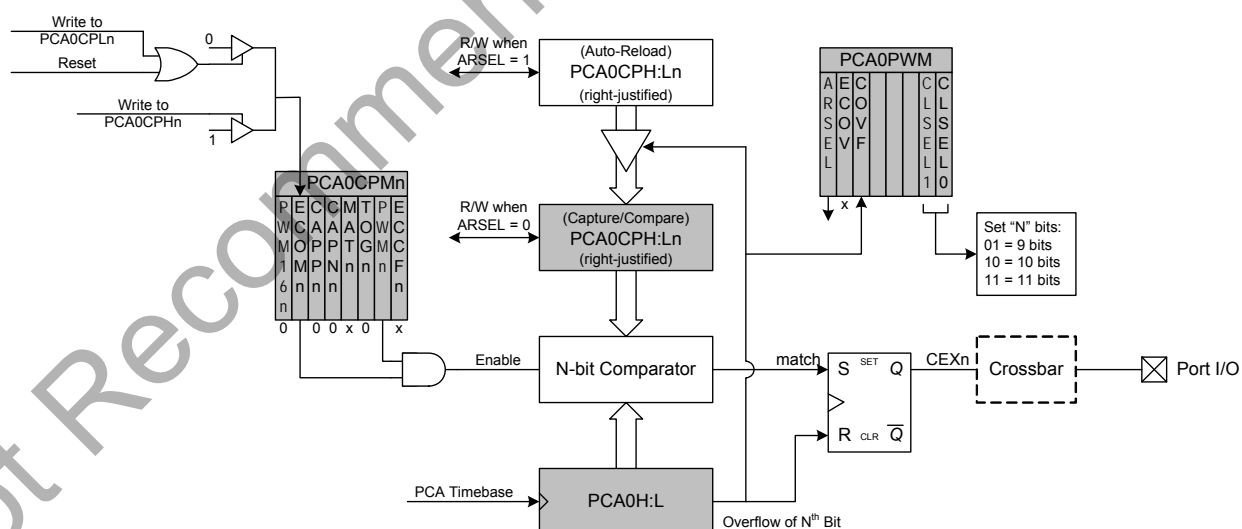 Write to
PCA0CPLn
Reset
Write to
PCA0CPHn
0
1
R/W when
ARSEL = 1
(Auto-Reload)
PCA0CPH:Ln
(right-justified)
PCA0PWM
ARSEL
ECOV
COVF
CLSEL1
CLSEL0
x
Set “N” bits:
01 = 9 bits
10 = 10 bits
11 = 11 bits
PCA0CPMn
PWM16n
ECOMn
CAPPn
CAPNn
MATn
TOGn
PWMn
ECCFn
0 0 0 x 0 x
R/W when
ARSEL = 0
(Capture/Compare)
PCA0CPH:Ln
(right-justified)
Enable
N-bit Comparator
match
S SET Q
R CLR Q
CEXn
Crossbar
Port I/O
PCA Timebase
PCA0H:L
Overflow of Nth Bit
ot Recommen